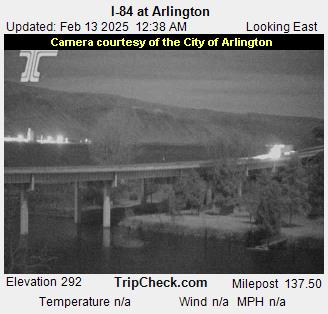 I-84 at Arlington
Updated: Feb 13 2025 12:38 AM Looking East
Camera courtesy of the City of Arlington
Elevation 292 TripCheck.com Milepost 137.50
Temperature n/a Wind n/a MPH n/a